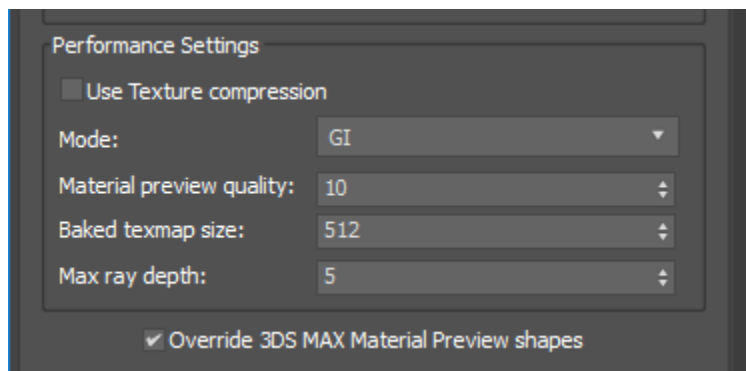 Performance Settings
Use Texture compression
Mode: GI
Material preview quality: 10
Baked texmap size: 512
Max ray depth: 5
Override 3DS MAX Material Preview shapes